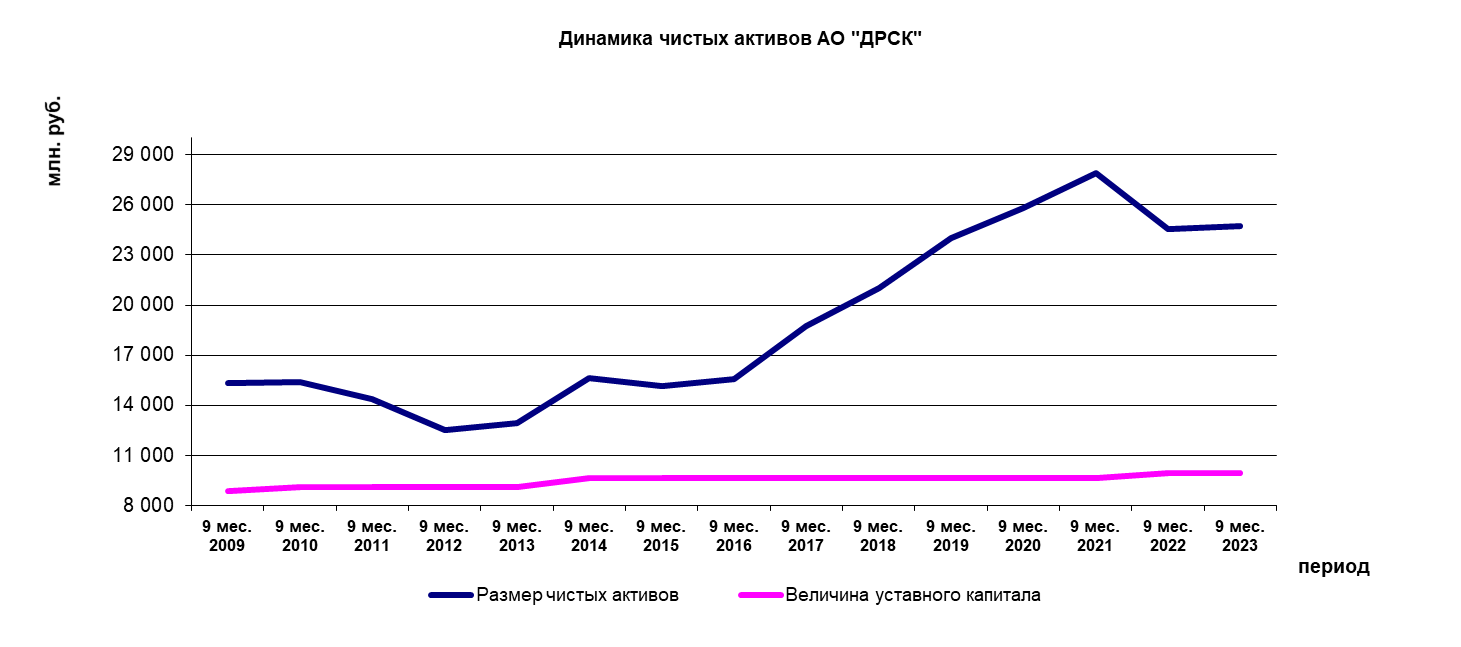 Динамика чистых активов АО "ДРСК"
млн. руб.
29 000
26 000
23 000
20 000
17 000
14 000
11 000
8 000
9 мес. 9 мес. 9 мес. 9 мес. 9 мес. 9 мес. 9 мес. 9 мес. 9 мес. 9 мес. 9 мес. 9 мес. 9 мес. 9 мес. 9 мес.
2009 2010 2011 2012 2013 2014 2015 2016 2017 2018 2019 2020 2021 2022 2023
период
Размер чистых активов
Величина уставного капитала